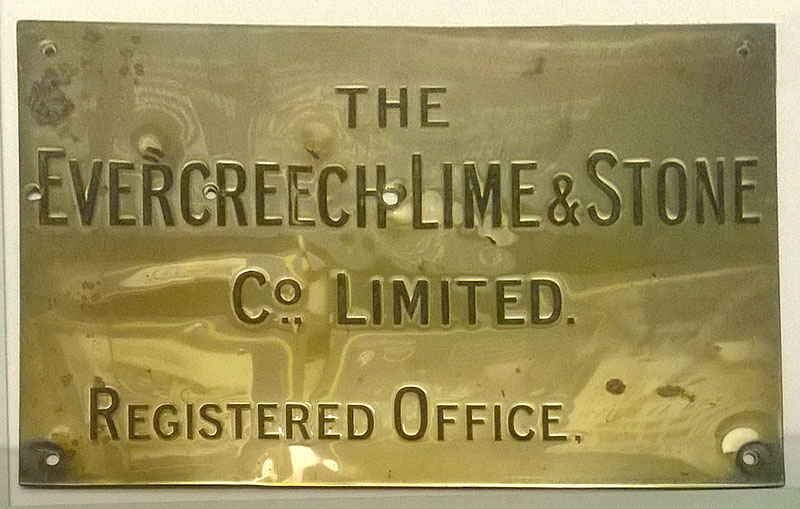 THE
EVERCREECH LIME & STONE
Co., LIMITED.
REGISTERED OFFICE.